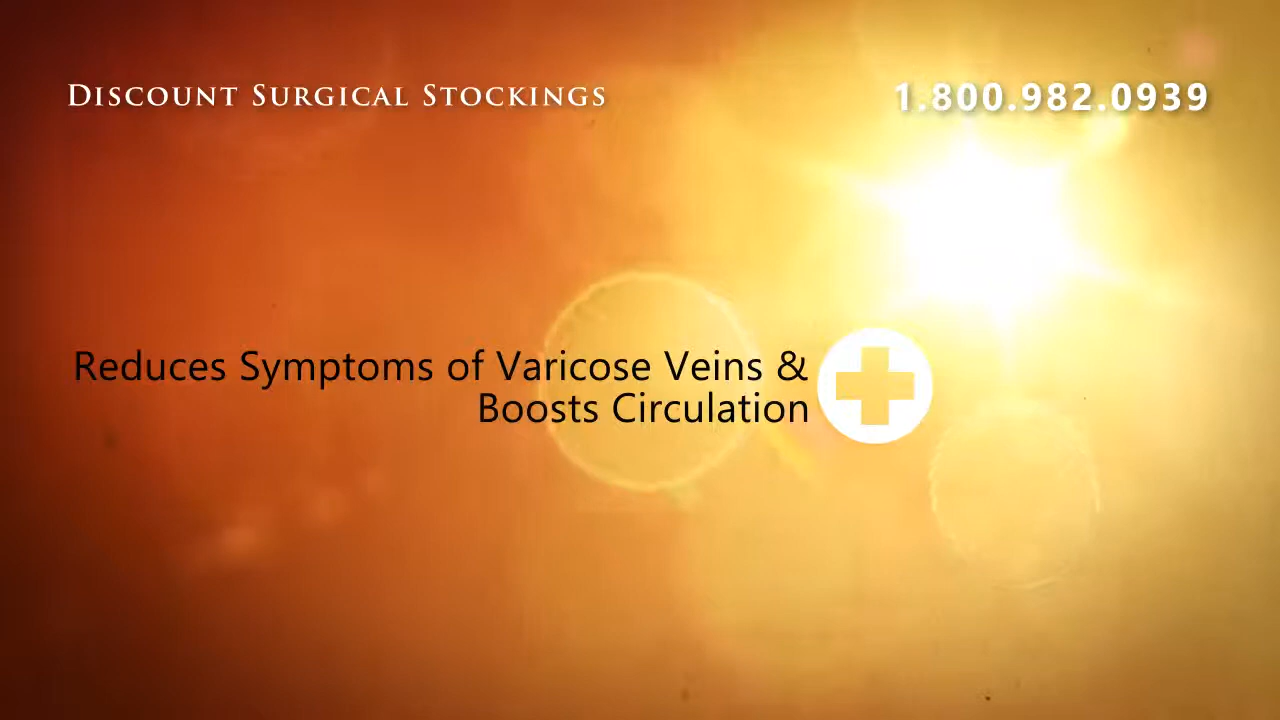 Discount Surgical Stockings
1.800.982.0939
Reduces Symptoms of Varicose Veins &
Boosts Circulation